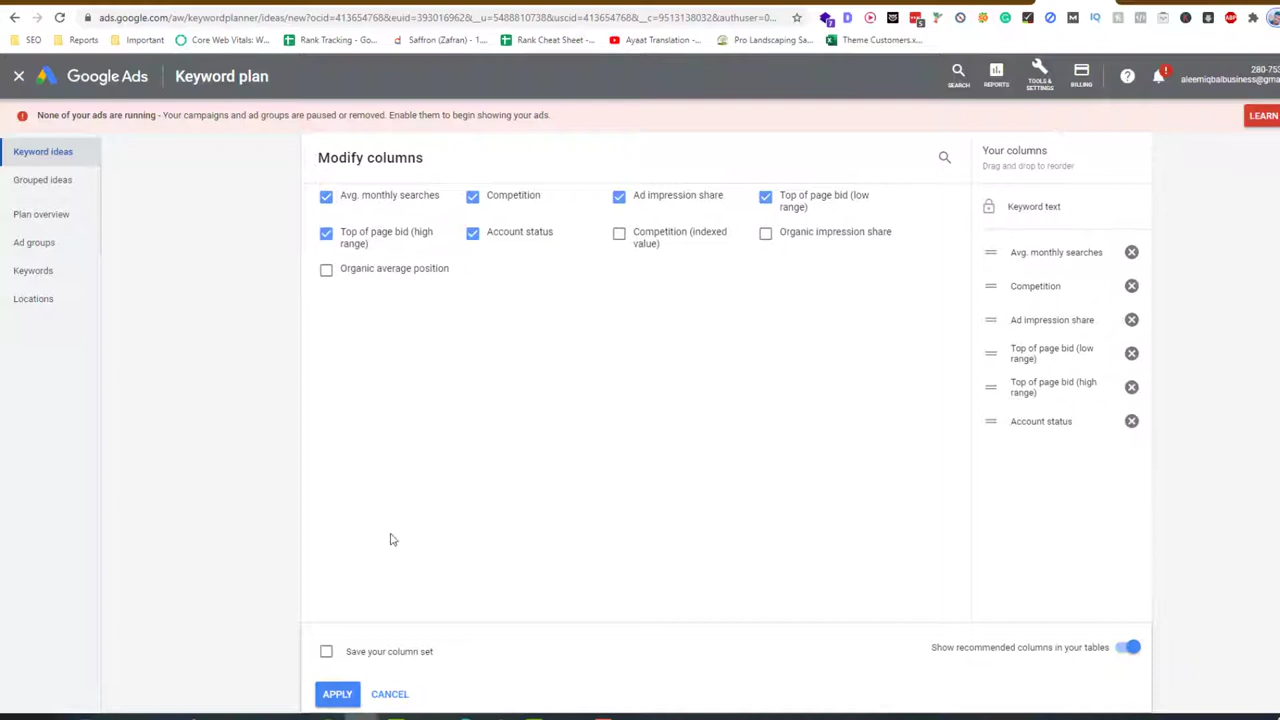 ads.google.com/aw/keywordplanner/ideas/new?ocid=413654768&euid=393016962&__u=5488810738&uscid=413654768&__c=9513138032&authuser=0...
SEO
Reports
Important
Core Web Vitals: W...
Rank Tracking - Go...
Saffron (Zafran) - 1...
Rank Cheat Sheet -...
Ayaat Translation -...
Pro Landscaping Sa...
Theme Customers.x...
Google Ads
Keyword plan
SEARCH
REPORTS
TOOLS &
SETTINGS
BILLING
280-753
aleemiqbalbusiness@gma
None of your ads are running - Your campaigns and ad groups are paused or removed. Enable them to begin showing your ads.
LEARN
Keyword ideas
Grouped ideas
Plan overview
Ad groups
Keywords
Locations
Modify columns
Avg. monthly searches
Competition
Ad impression share
Top of page bid (low
range)
Top of page bid (high
range)
Account status
Competition (indexed
value)
Organic impression share
Organic average position
Your columns
Drag and drop to reorder
Keyword text
Avg. monthly searches
Competition
Ad impression share
Top of page bid (low
range)
Top of page bid (high
range)
Account status
Save your column set
Show recommended columns in your tables
APPLY
CANCEL